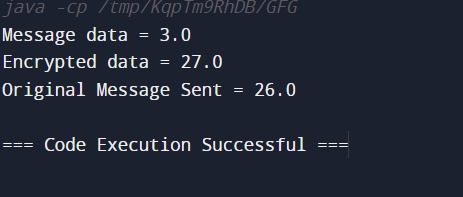 java -cp /tmp/KqpTm9RhDB/GFG
Message data = 3.0
Encrypted data = 27.0
Original Message Sent = 26.0
=== Code Execution Successful ===